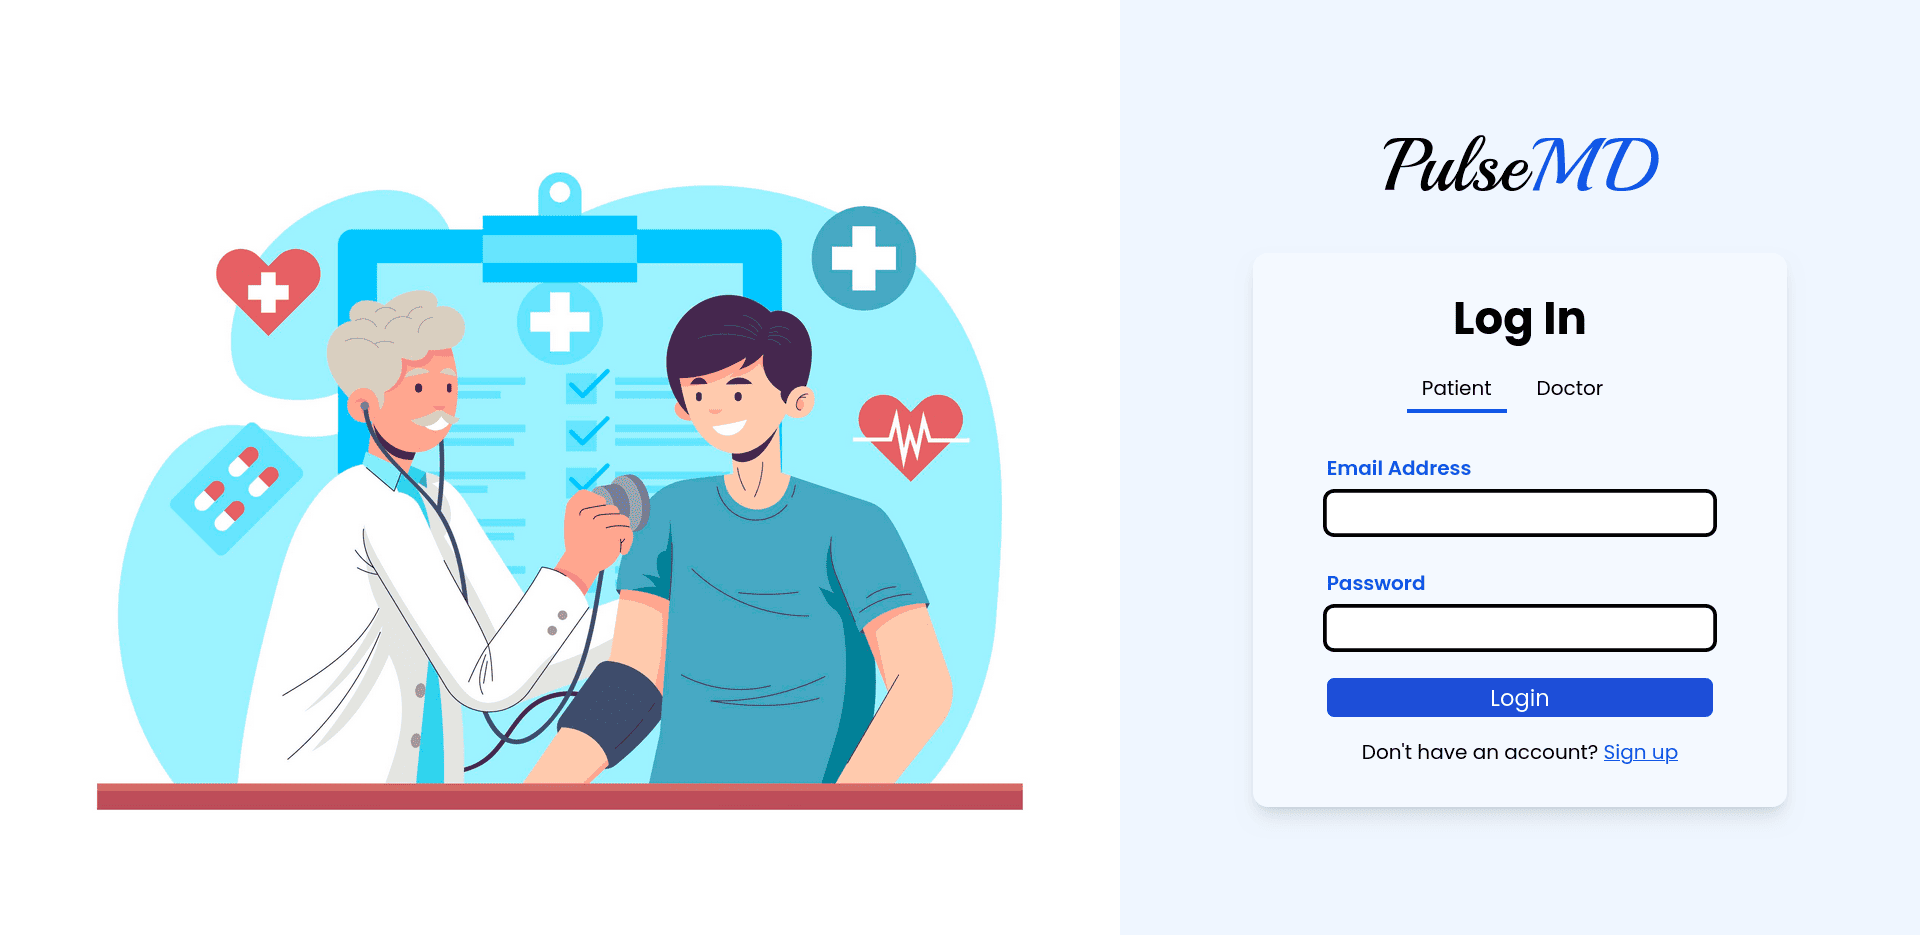 PulseMD
Log In
Patient Doctor
Email Address
Password
Login
Don't have an account? Sign up